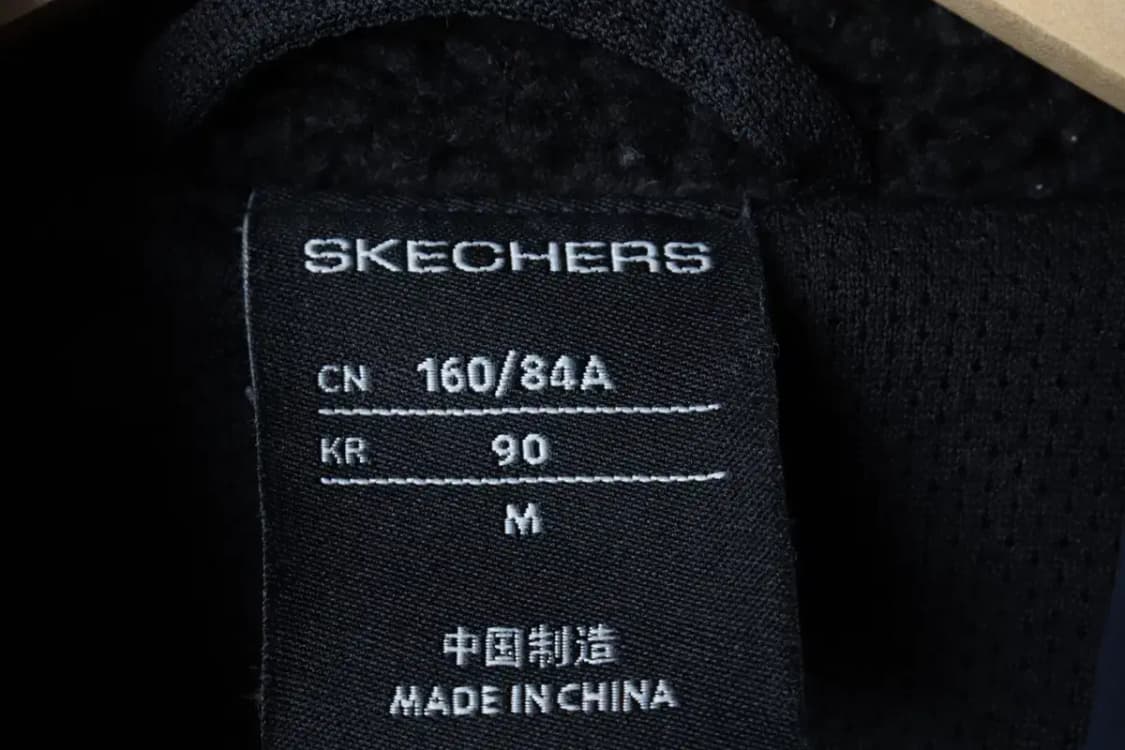 SKECHERS
CN 160/84A
KR 90
M
中国制造
MADE IN CHINA